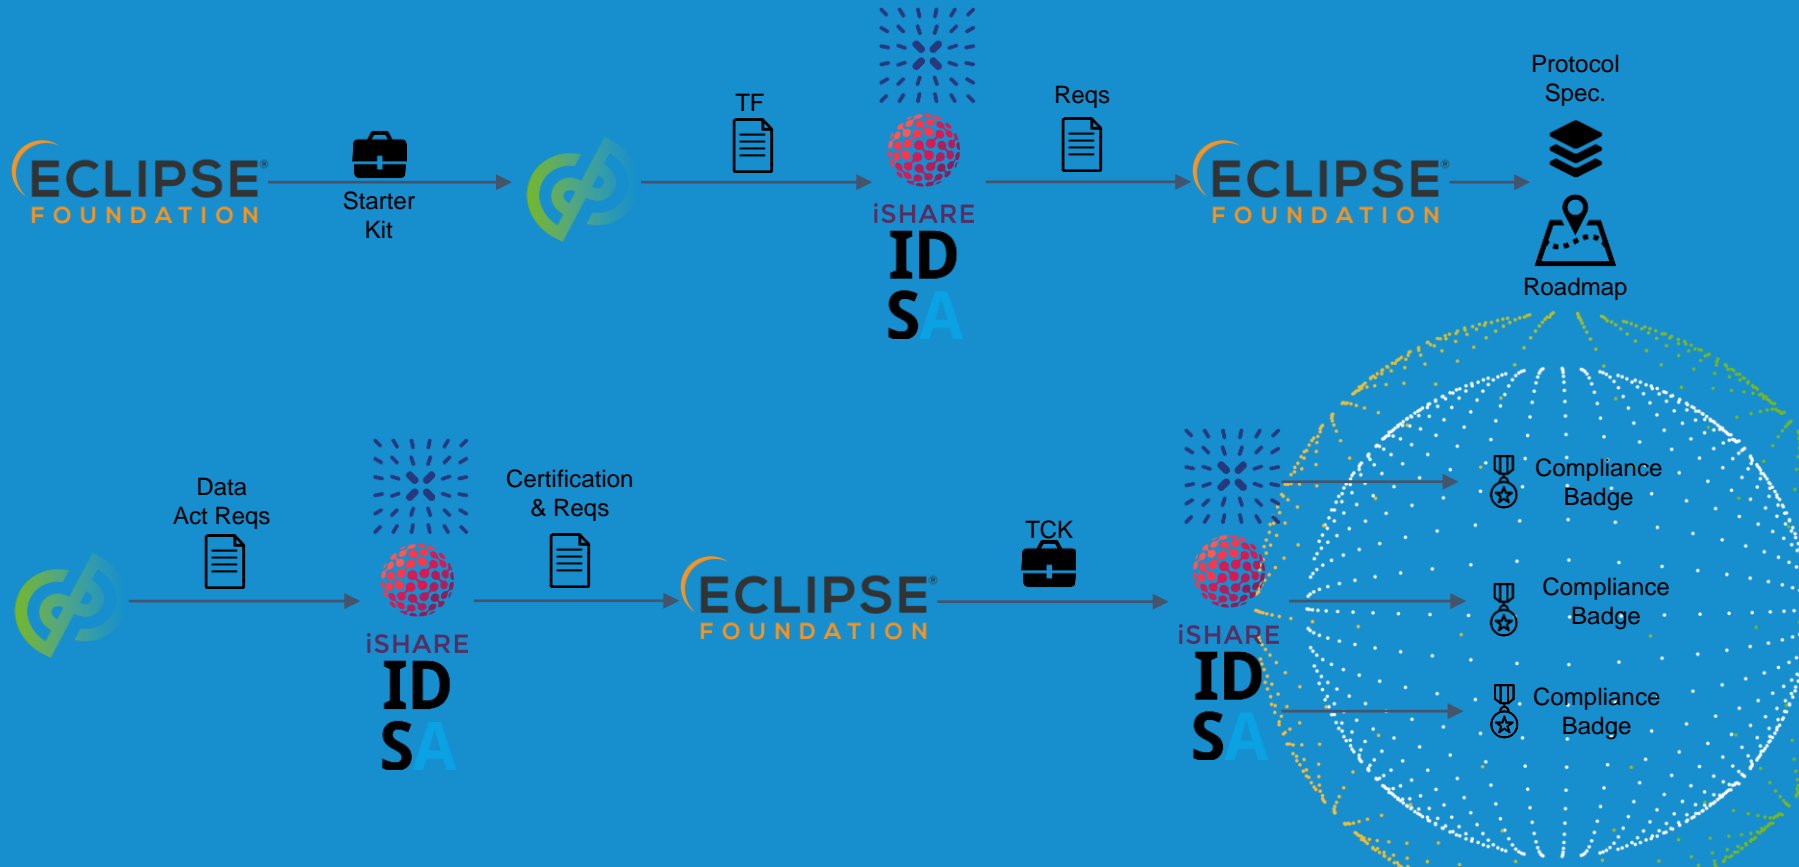 ECLIPSE®
FOUNDATION
Starter
Kit
TF
iSHARE
ID
SA
Reqs
ECLIPSE®
FOUNDATION
Protocol
Spec.
Roadmap
Data
Act Reqs
iSHARE
ID
SA
Certification
& Reqs
ECLIPSE®
FOUNDATION
TCK
iSHARE
ID
SA
Compliance
Badge
Compliance
Badge
Compliance
Badge